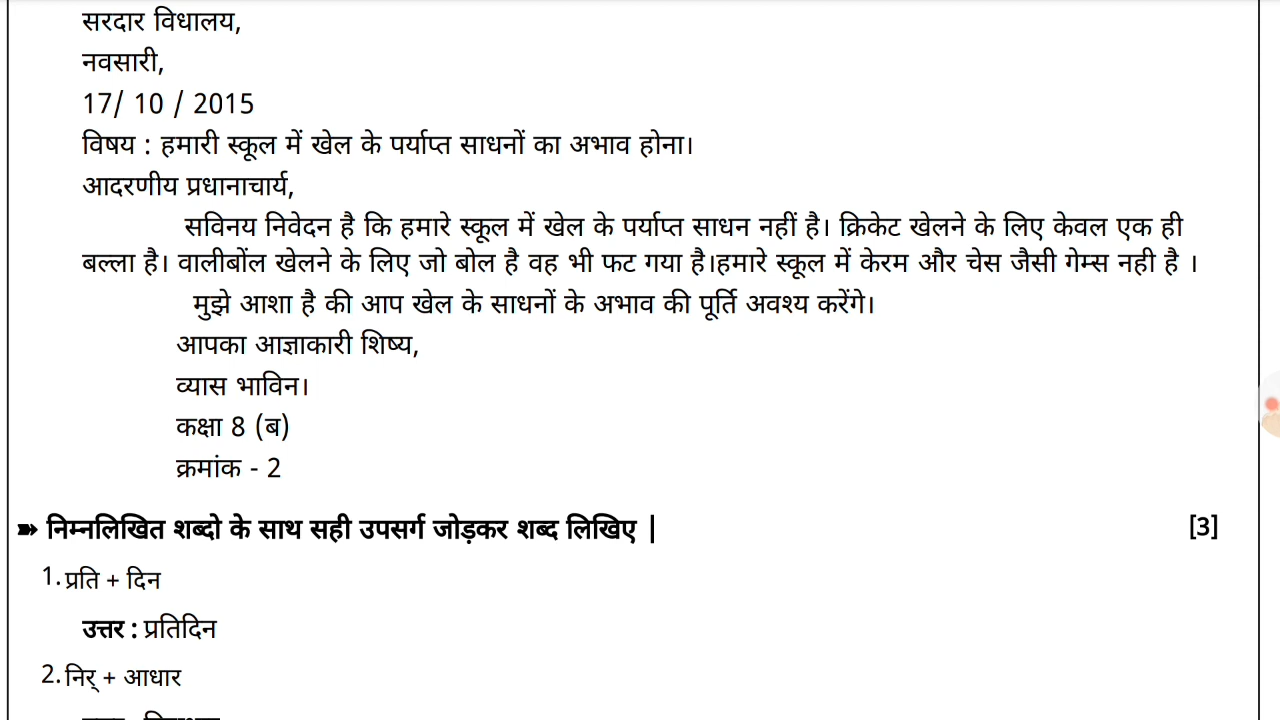 सरदार विधालय,
नवसारी,
17/ 10 / 2015
विषय : हमारी स्कूल में खेल के पर्याप्त साधनों का अभाव होना।
आदरणीय प्रधानाचार्य,
सविनय निवेदन है कि हमारे स्कूल में खेल के पर्याप्त साधन नहीं है। क्रिकेट खेलने के लिए केवल एक ही
बल्ला है। वालीबोंल खेलने के लिए जो बोल है वह भी फट गया है।हमारे स्कूल में केरम और चेस जैसी गेम्स नही है ।
मुझे आशा है की आप खेल के साधनों के अभाव की पूर्ति अवश्य करेंगे।
आपका आज्ञाकारी शिष्य,
व्यास भाविन।
कक्षा 8 (ब)
क्रमांक - 2
➽ निम्नलिखित शब्दो के साथ सही उपसर्ग जोड़कर शब्द लिखिए | [3]
1. प्रति + दिन
उत्तर : प्रतिदिन
2. निर् + आधार